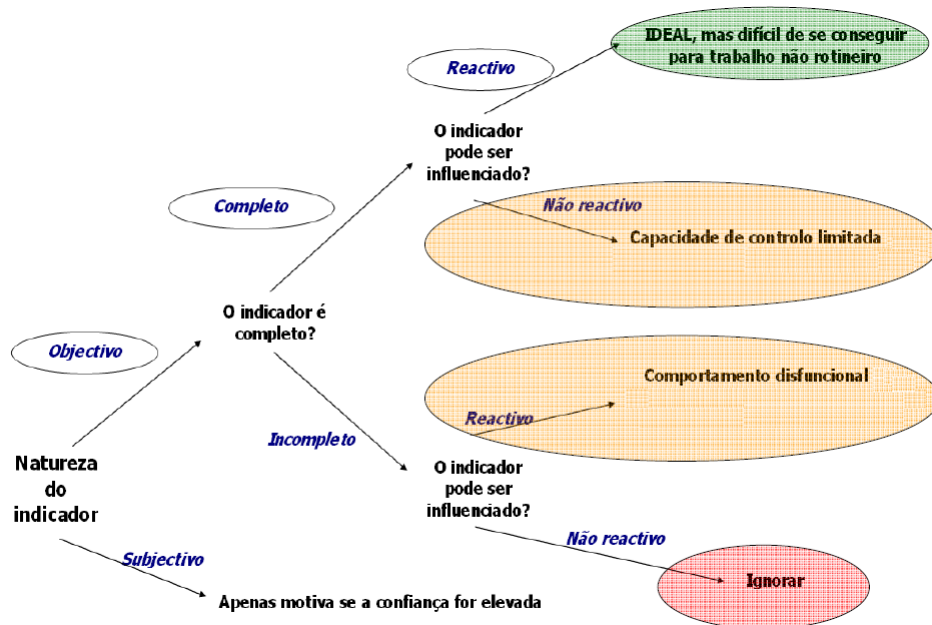 IDEAL, mas difícil de se conseguir
para trabalho não rotineiro
Reactivo
O indicador
pode ser
influenciado?
Completo
Não reactivo
Capacidade de controlo limitada
O indicador é
completo?
Objectivo
Comportamento disfuncional
Reactivo
Incompleto
Natureza
do
indicador
O indicador
pode ser
influenciado?
Não reactivo
Subjectivo
Ignorar
Apenas motiva se a confiança for elevada